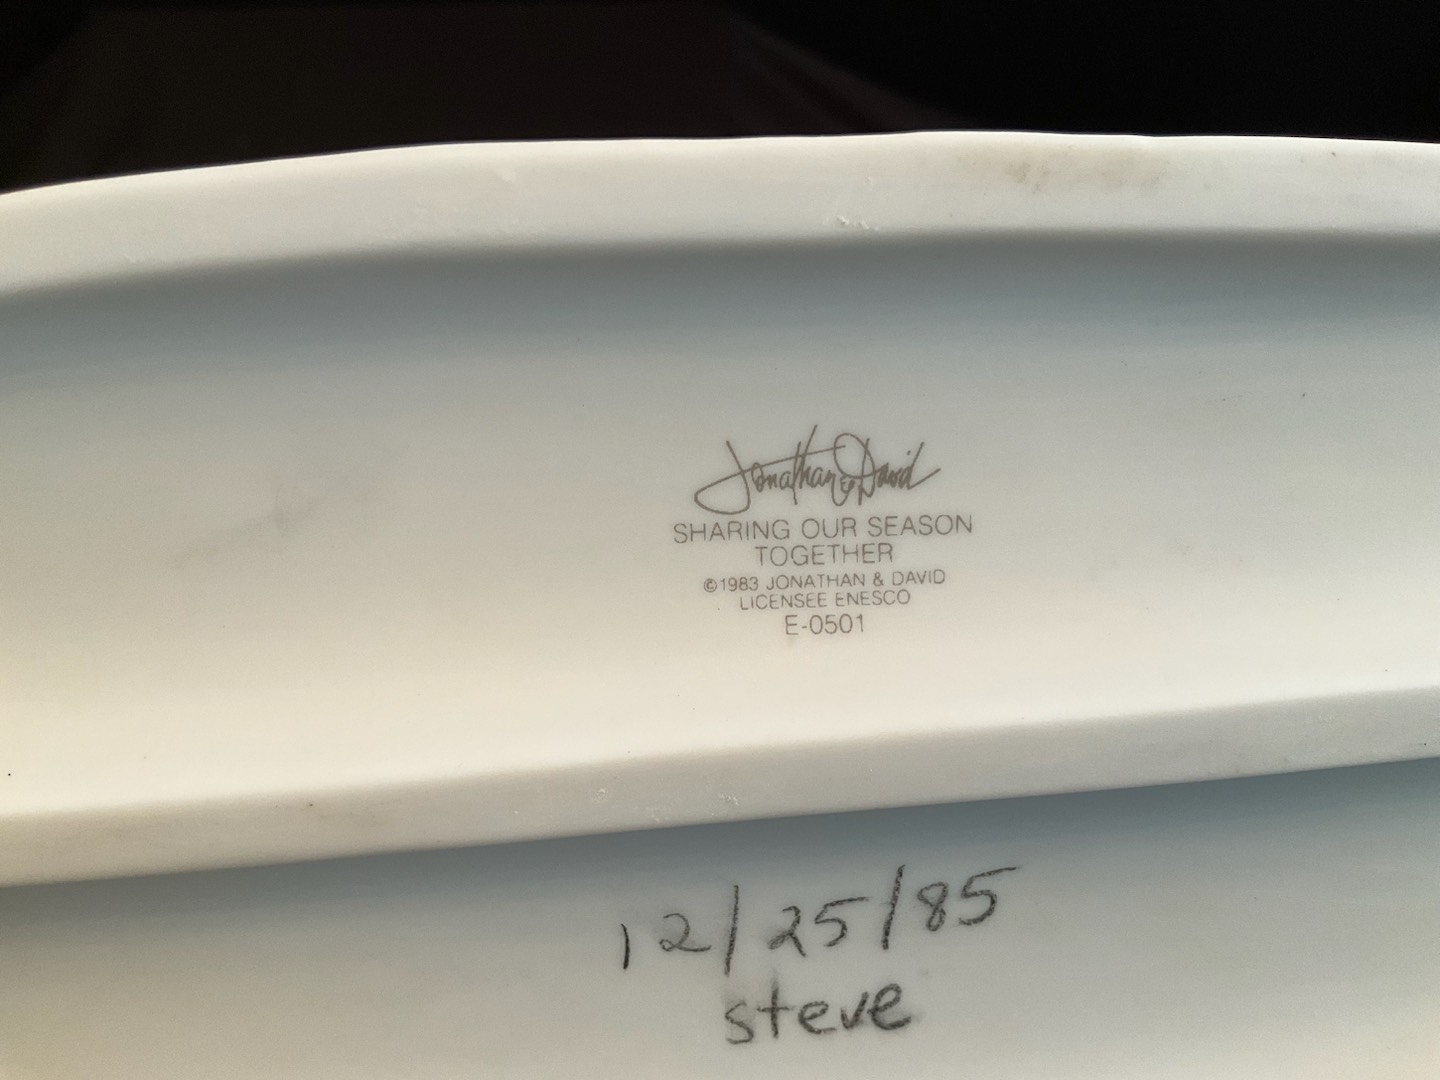 Jonathan & David
SHARING OUR SEASON
TOGETHER
©1983 JONATHAN & DAVID
LICENSEE ENESCO
E-0501
12/25/85
steve